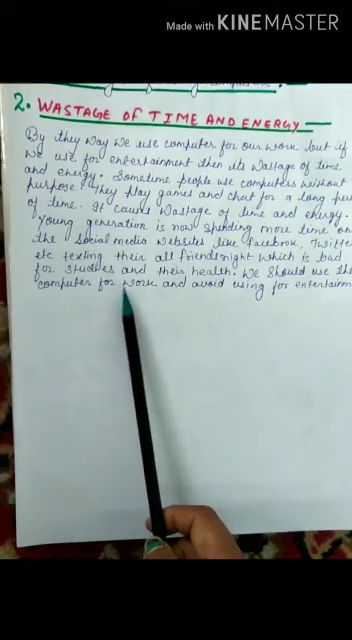 Made with KINEMASTER
2. WASTAGE OF TIME AND ENERGY
By they way we use computer for our work but if
we use for entertainment then its wastage of time
and energy. Sometime people use computers without
purpose. They play games and chat for a long
of time. It causes wastage of time and energy.
Young generation is now spending more time on
the social media websites like facebook, Twitter
etc texting their all friends night which is bad
for studies and their health. We should use the
computer for work and avoid using for entertainm